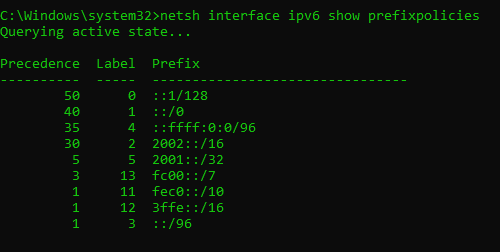 C:\Windows\system32>netsh interface ipv6 show prefixpolicies
Querying active state...
Precedence  Label  Prefix
----------  -----  --------------------------------
        50      0  ::1/128
        40      1  ::/0
        35      4  ::ffff:0:0/96
        30      2  2002::/16
         5      5  2001::/32
         3     13  fc00::/7
         1     11  fec0::/10
         1     12  3ffe::/16
         1      3  ::/96